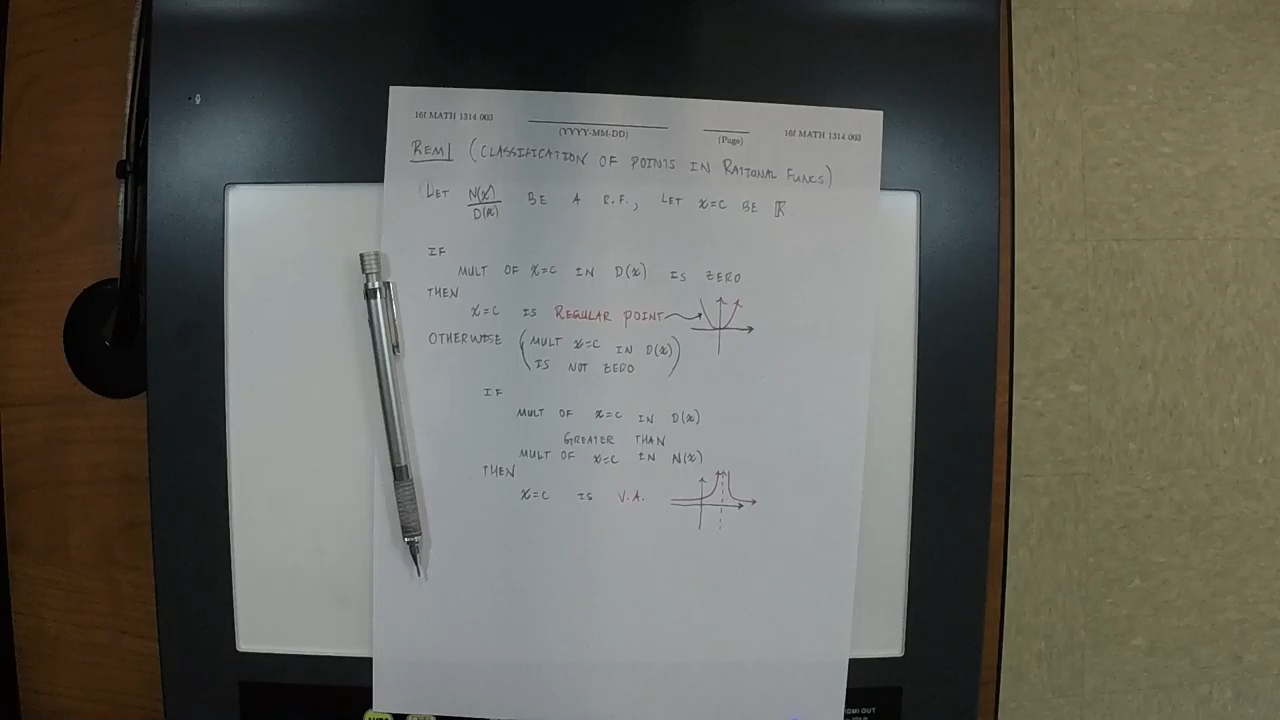 16f MATH 1314 003
(YYYY-MM-DD)
(Page)
16f MATH 1314 003
REM| (CLASSIFICATION OF POINTS IN RATIONAL FUNCS)
LET N(x)/D(x) BE A R.F., LET x=c BE ℝ
IF
MULT OF x=c IN D(x) IS ZERO
THEN
x=c IS REGULAR POINT
OTHERWISE (MULT x=c IN D(x)
IS NOT ZERO)
IF
MULT OF x=c IN D(x)
GREATER THAN
MULT OF x=c IN N(x)
THEN
x=c IS V.A.